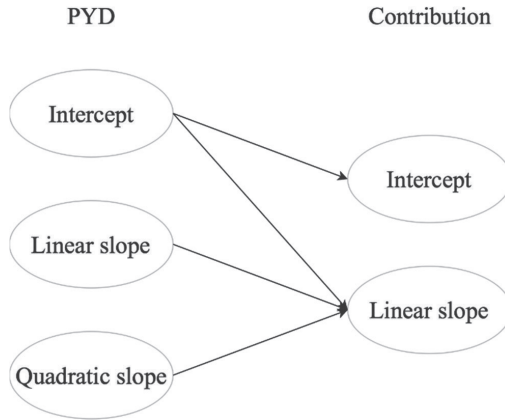 PYD
Contribution
Intercept
Intercept
Linear slope
Linear slope
Quadratic slope